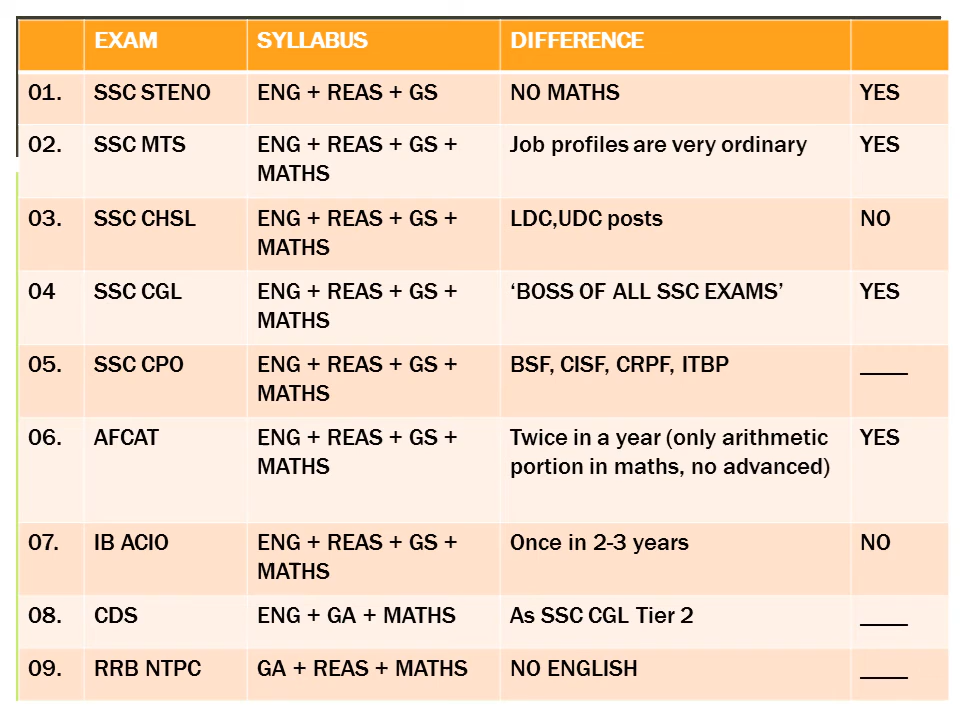 EXAM SYLLABUS DIFFERENCE
01. SSC STENO ENG + REAS + GS NO MATHS YES
02. SSC MTS ENG + REAS + GS + Job profiles are very ordinary YES
MATHS
03. SSC CHSL ENG + REAS + GS + LDC,UDC posts NO
MATHS
04 SSC CGL ENG + REAS + GS + ‘BOSS OF ALL SSC EXAMS’ YES
MATHS
05. SSC CPO ENG + REAS + GS + BSF, CISF, CRPF, ITBP ____
MATHS
06. AFCAT ENG + REAS + GS + Twice in a year (only arithmetic YES
MATHS portion in maths, no advanced)
07. IB ACIO ENG + REAS + GS + Once in 2-3 years NO
MATHS
08. CDS ENG + GA + MATHS As SSC CGL Tier 2 ____
09. RRB NTPC GA + REAS + MATHS NO ENGLISH ____